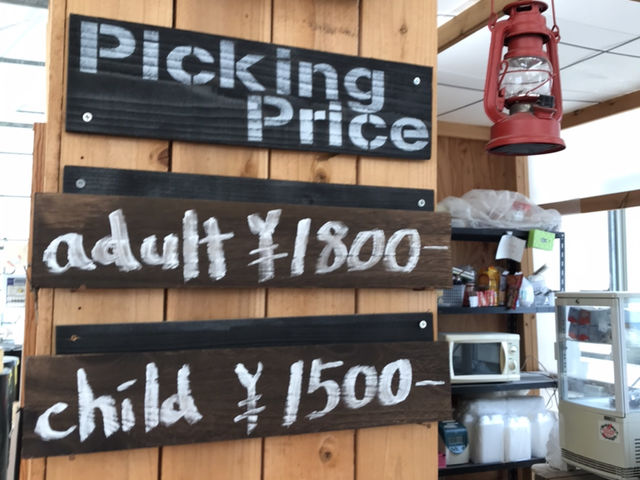 Picking
Price
adult ¥1800-
child ¥1500-